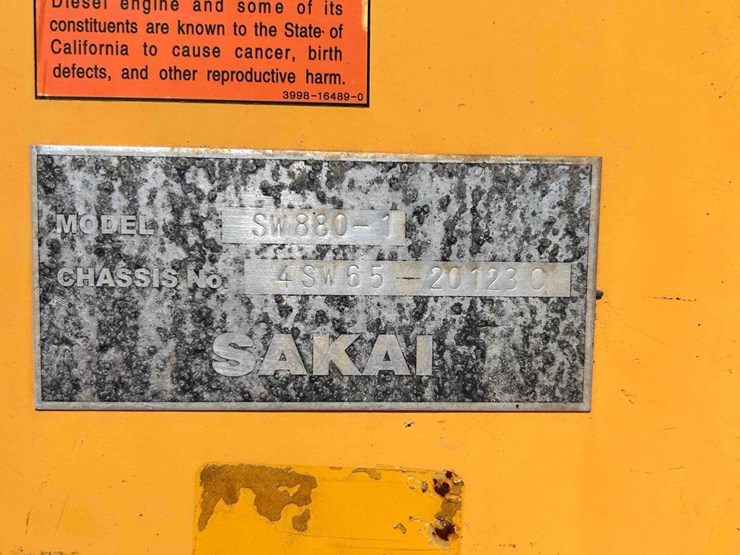 Diesel engine and some of its
constituents are known to the State of
California to cause cancer, birth
defects, and other reproductive harm.
3998-16489-0
MODEL SW880-1
CHASSIS No. 4SW65-20123C
SAKAI